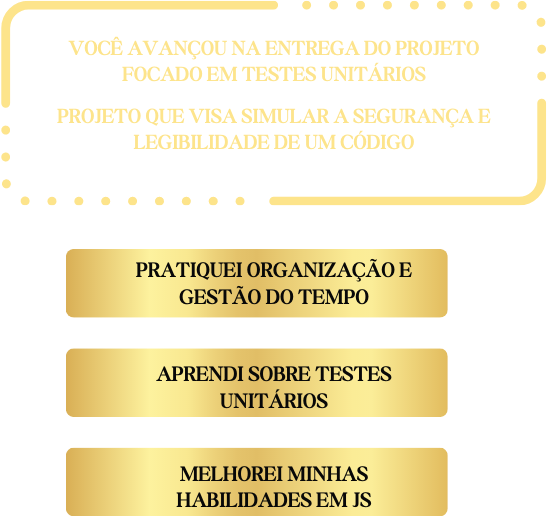 VOCÊ AVANÇOU NA ENTREGA DO PROJETO
FOCADO EM TESTES UNITÁRIOS
PROJETO QUE VISA SIMULAR A SEGURANÇA E
LEGIBILIDADE DE UM CÓDIGO
PRATIQUEI ORGANIZAÇÃO E
GESTÃO DO TEMPO
APRENDI SOBRE TESTES
UNITÁRIOS
MELHOREI MINHAS
HABILIDADES EM JS